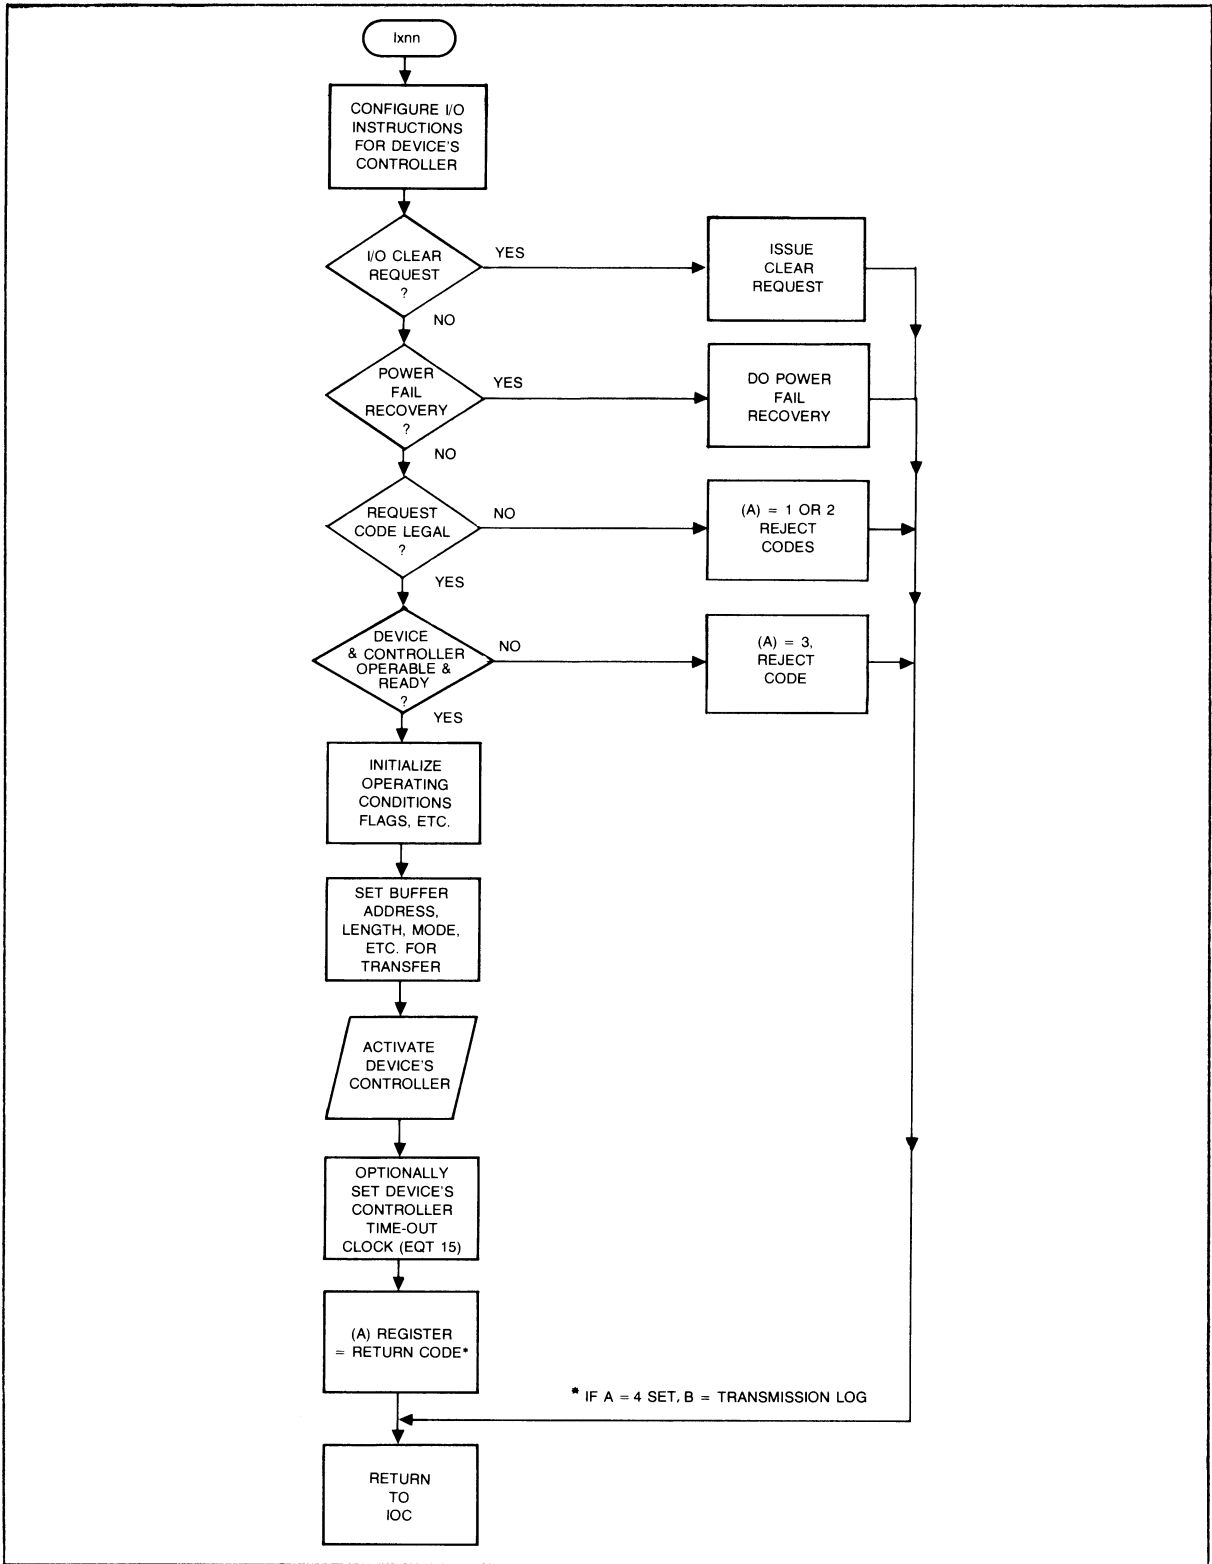 Ixnn
CONFIGURE I/O
INSTRUCTIONS
FOR DEVICE'S
CONTROLLER
I/O CLEAR
REQUEST
?
YES
ISSUE
CLEAR
REQUEST
NO
POWER
FAIL
RECOVERY
?
YES
DO POWER
FAIL
RECOVERY
NO
REQUEST
CODE LEGAL
?
NO
(A) = 1 OR 2
REJECT
CODES
YES
DEVICE
& CONTROLLER
OPERABLE &
READY
?
NO
(A) = 3,
REJECT
CODE
YES
INITIALIZE
OPERATING
CONDITIONS
FLAGS, ETC.
SET BUFFER
ADDRESS,
LENGTH, MODE,
ETC. FOR
TRANSFER
ACTIVATE
DEVICE'S
CONTROLLER
OPTIONALLY
SET DEVICE'S
CONTROLLER
TIME-OUT
CLOCK (EQT 15)
(A) REGISTER
= RETURN CODE*
* IF A = 4 SET, B = TRANSMISSION LOG
RETURN
TO
IOC